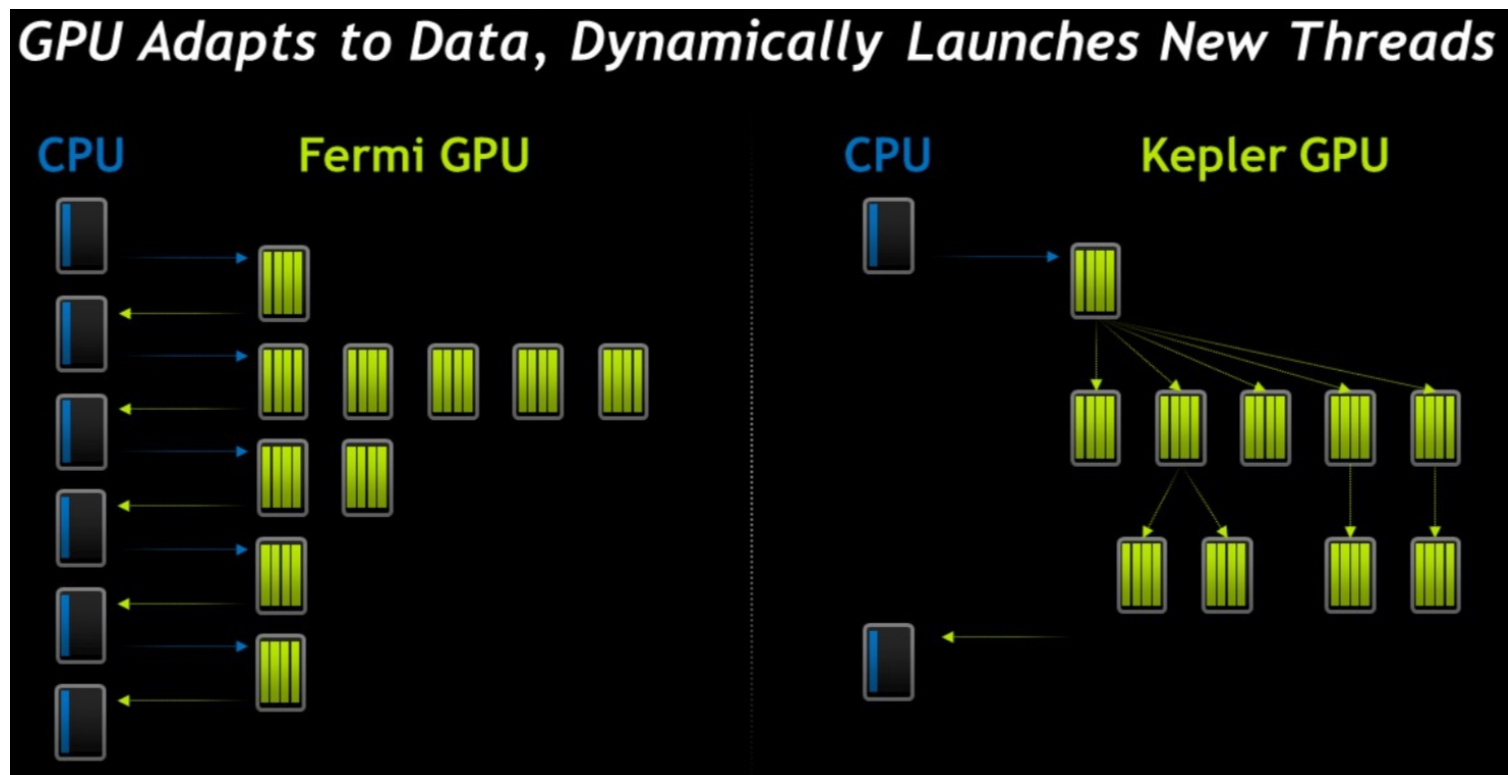 GPU Adapts to Data, Dynamically Launches New Threads
CPU
Fermi GPU
CPU
Kepler GPU